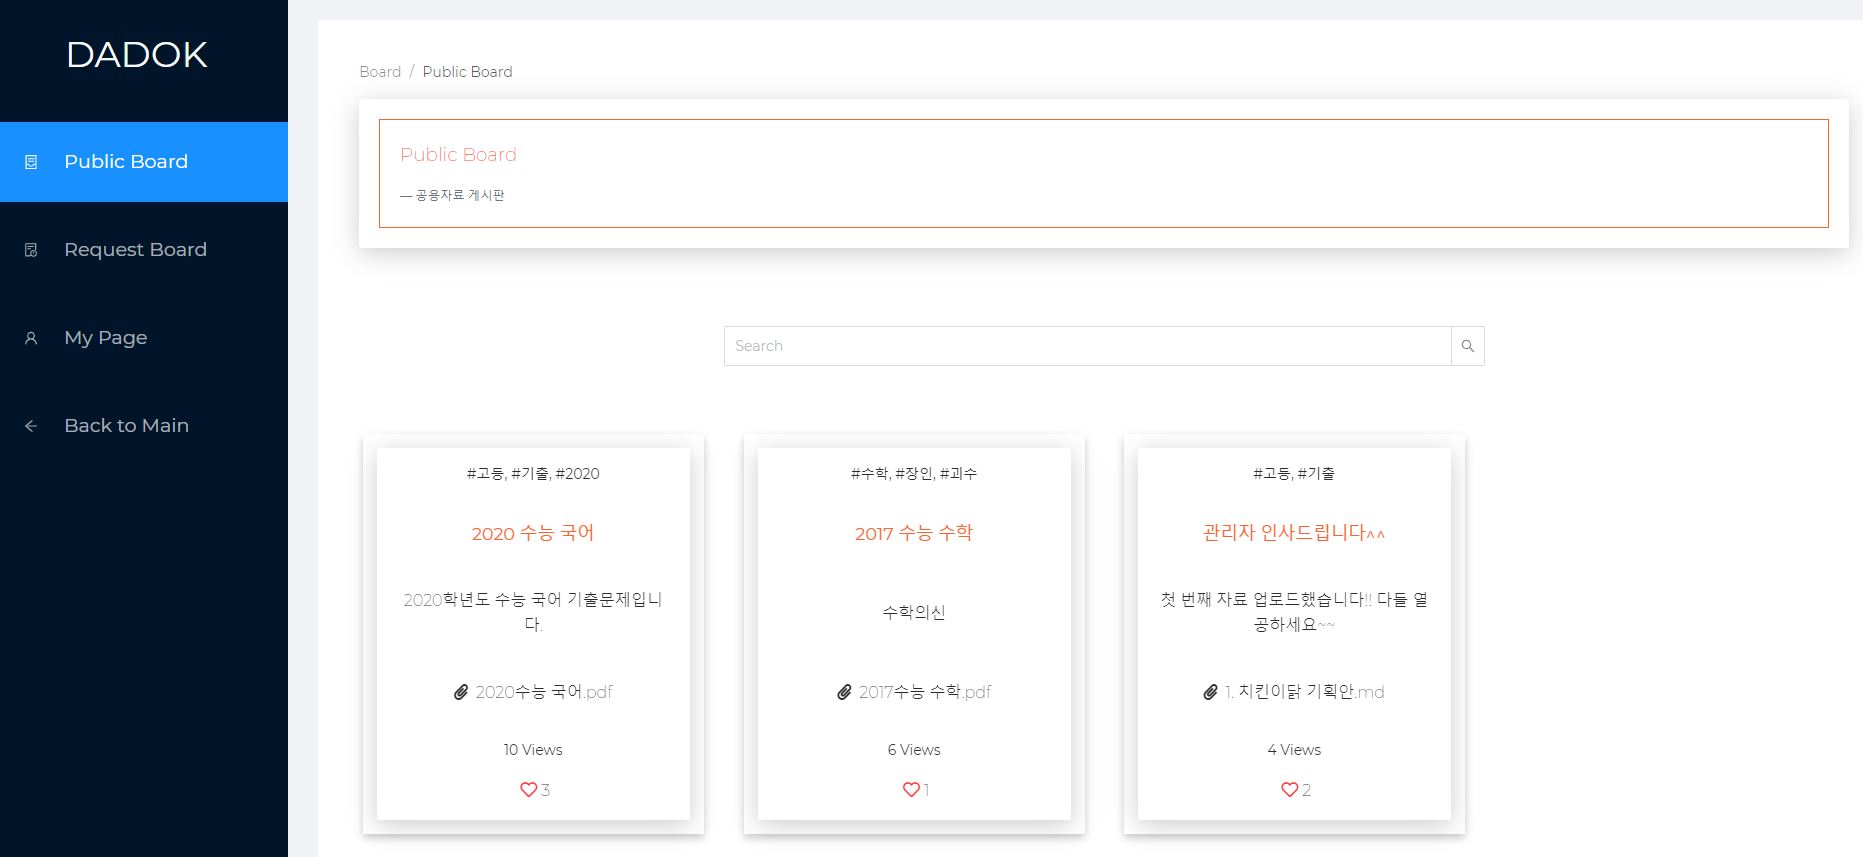 DADOK
Public Board
Request Board
My Page
Back to Main
Board / Public Board
Public Board
— 공용자료 게시판
Search
#고등, #기출, #2020
2020 수능 국어
2020학년도 수능 국어 기출문제입니
다.
2020수능 국어.pdf
10 Views
3
#수학, #장인, #괴수
2017 수능 수학
수학의신
2017수능 수학.pdf
6 Views
1
#고등, #기출
관리자 인사드립니다^^
첫 번째 자료 업로드했습니다!! 다들 열
공하세요~~
1. 치킨이닭 기획안.md
4 Views
2